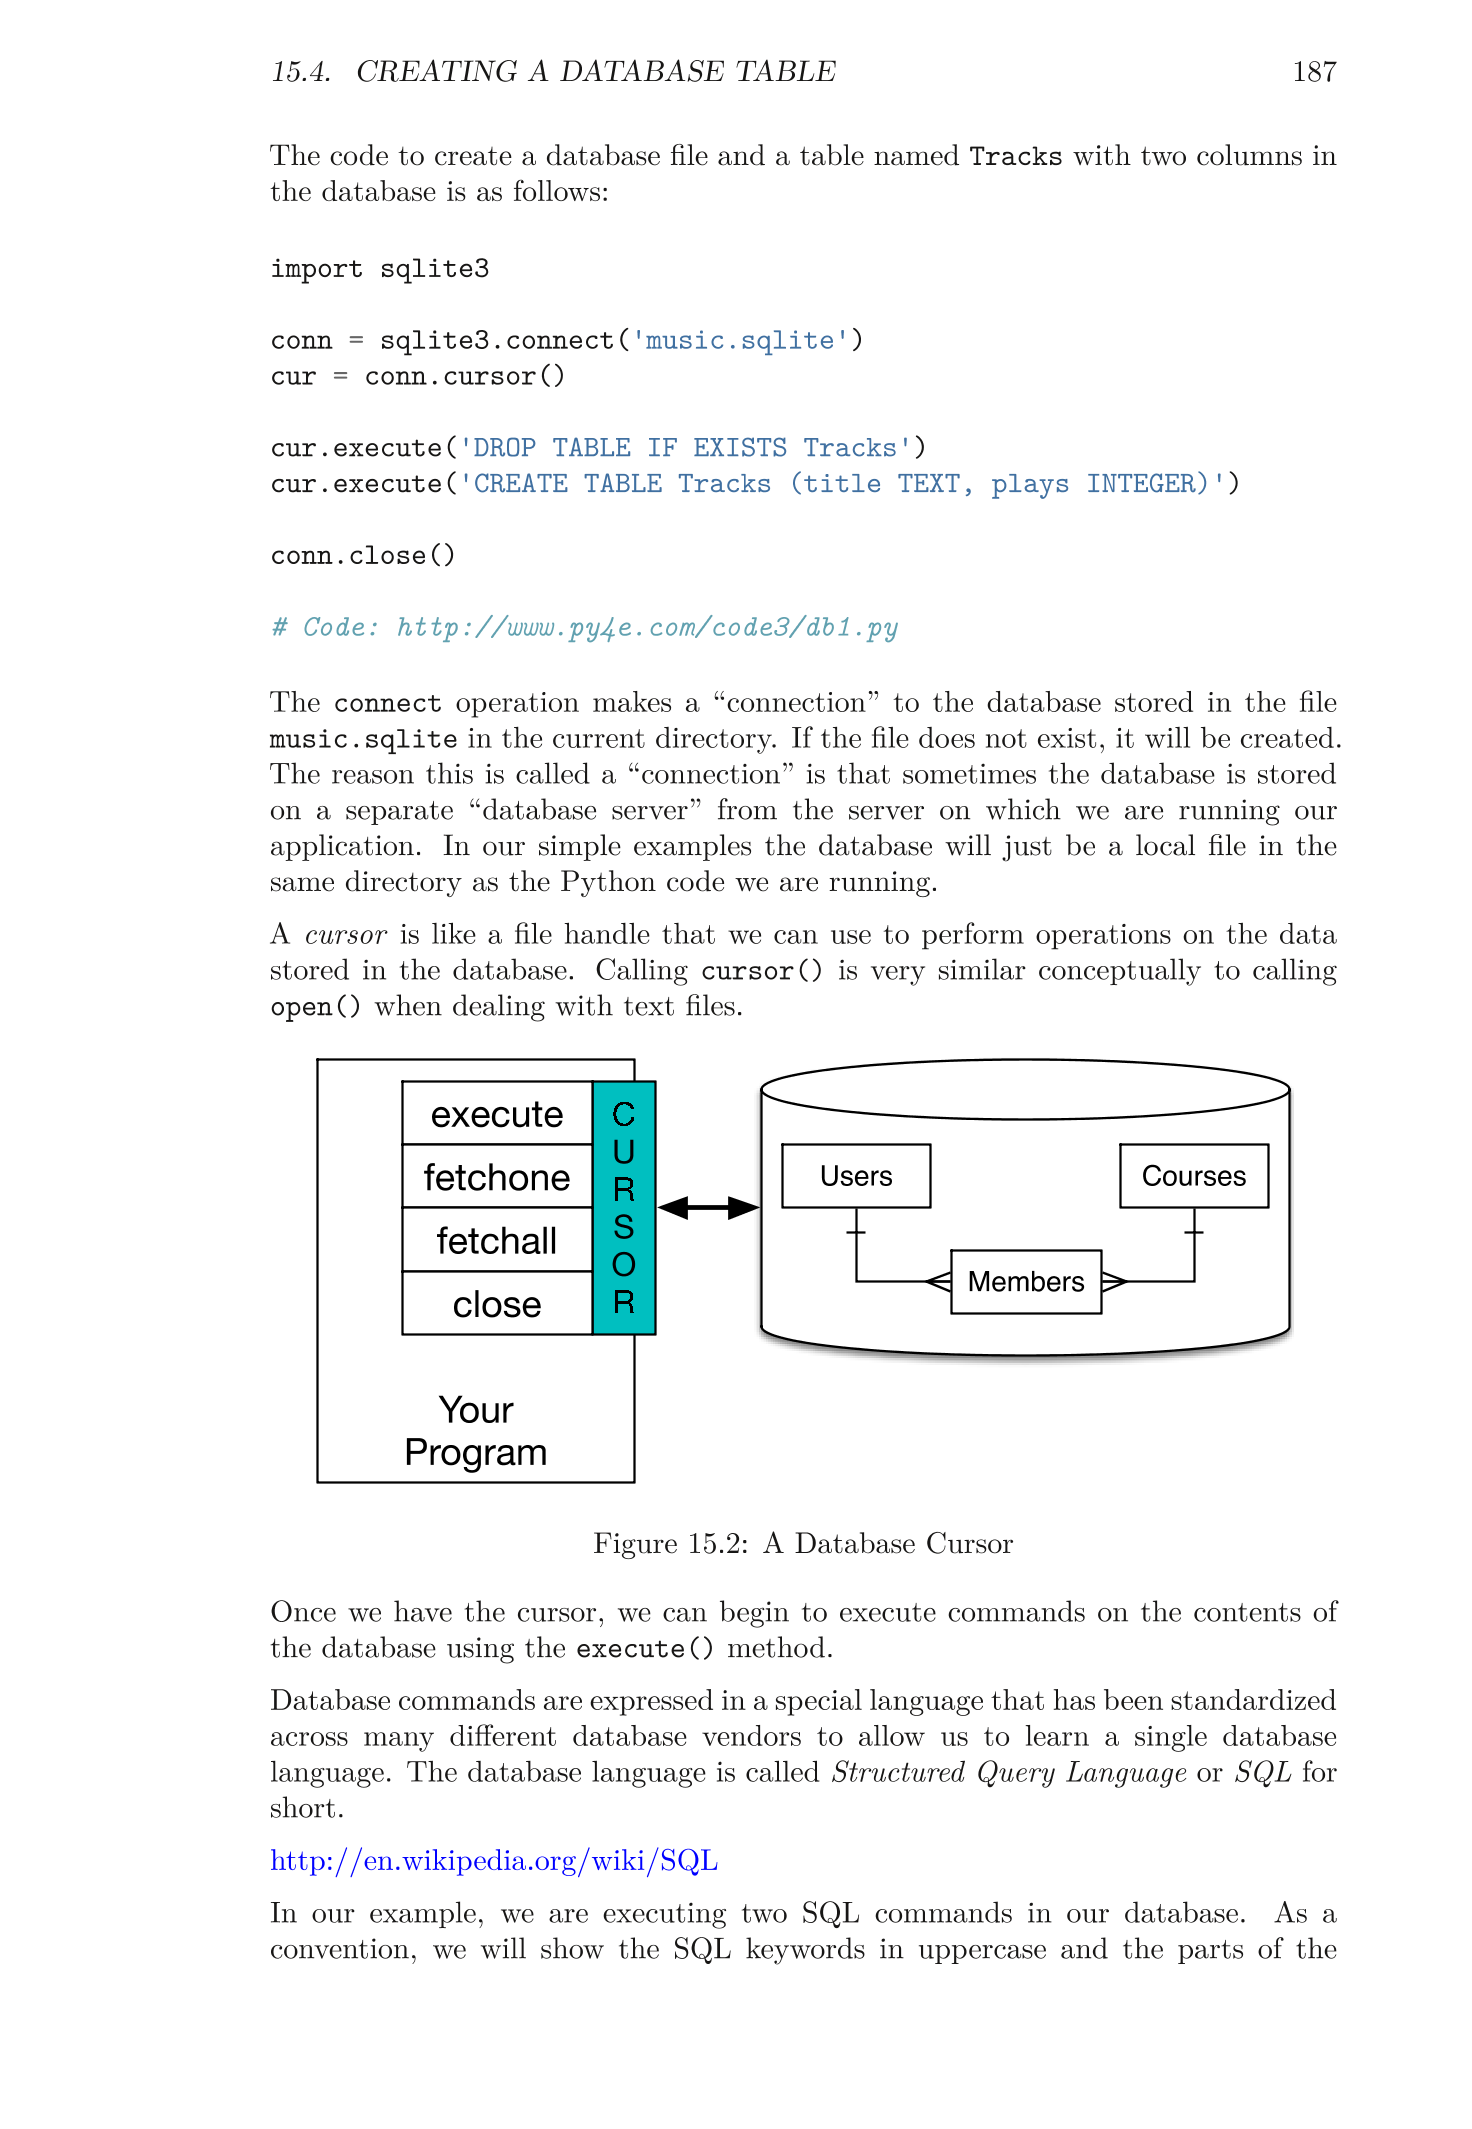 15.4. CREATING A DATABASE TABLE 187
The code to create a database file and a table named Tracks with two columns in
the database is as follows:
import sqlite3
conn = sqlite3.connect('music.sqlite')
cur = conn.cursor()
cur.execute('DROP TABLE IF EXISTS Tracks')
cur.execute('CREATE TABLE Tracks (title TEXT, plays INTEGER)')
conn.close()
# Code: http://www.py4e.com/code3/db1.py
The connect operation makes a “connection” to the database stored in the file
music.sqlite in the current directory. If the file does not exist, it will be created.
The reason this is called a “connection” is that sometimes the database is stored
on a separate “database server” from the server on which we are running our
application. In our simple examples the database will just be a local file in the
same directory as the Python code we are running.
A cursor is like a file handle that we can use to perform operations on the data
stored in the database. Calling cursor() is very similar conceptually to calling
open() when dealing with text files.
execute
fetchone
fetchall
close
C
U
R
S
O
R
Your
Program
Users
Courses
Members
Figure 15.2: A Database Cursor
Once we have the cursor, we can begin to execute commands on the contents of
the database using the execute() method.
Database commands are expressed in a special language that has been standardized
across many different database vendors to allow us to learn a single database
language. The database language is called Structured Query Language or SQL for
short.
http://en.wikipedia.org/wiki/SQL
In our example, we are executing two SQL commands in our database. As a
convention, we will show the SQL keywords in uppercase and the parts of the